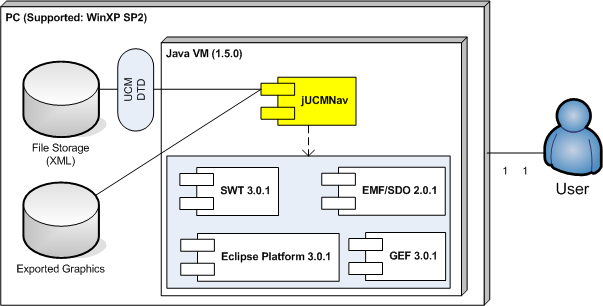 PC (Supported: WinXP SP2)
Java VM (1.5.0)
UCM
DTD
jUCMNav
File Storage
(XML)
SWT 3.0.1
EMF/SDO 2.0.1
1 1
User
Eclipse Platform 3.0.1
GEF 3.0.1
Exported Graphics